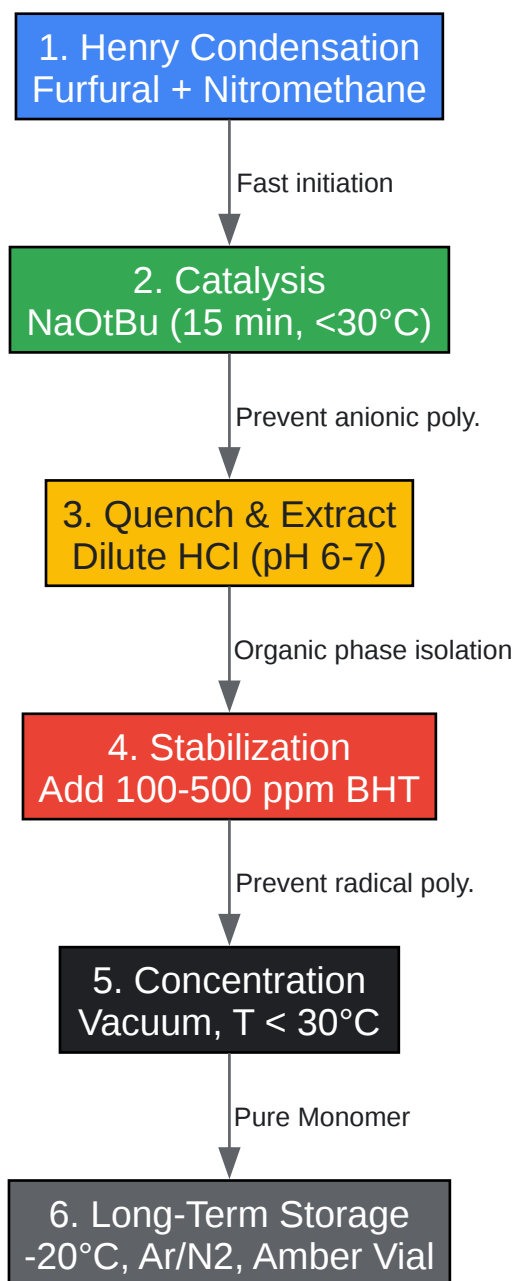 1. Henry Condensation
Furfural + Nitromethane
Fast initiation
2. Catalysis
NaOtBu (15 min, <30°C)
Prevent anionic poly.
3. Quench & Extract
Dilute HCl (pH 6-7)
Organic phase isolation
4. Stabilization
Add 100-500 ppm BHT
Prevent radical poly.
5. Concentration
Vacuum, T < 30°C
Pure Monomer
6. Long-Term Storage
-20°C, Ar/N2, Amber Vial